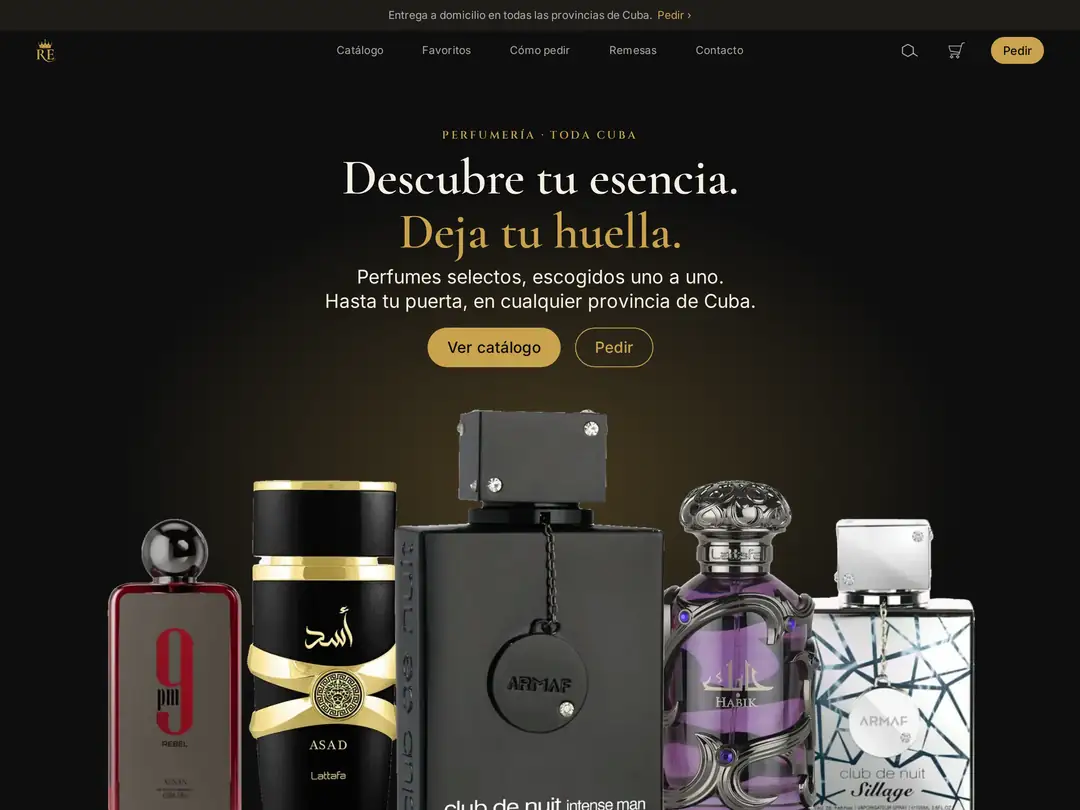 Entrega a domicilio en todas las provincias de Cuba. Pedir ›
RE
Catálogo Favoritos Cómo pedir Remesas Contacto Pedir
PERFUMERÍA · TODA CUBA
Descubre tu esencia.
Deja tu huella.
Perfumes selectos, escogidos uno a uno.
Hasta tu puerta, en cualquier provincia de Cuba.
Ver catálogo Pedir
9
pm
REBEL
أسد
ASAD
Lattafa
ARMAF
club de nuit intense man
Lattafa
HABIK
ARMAF
club de nuit
Sillage